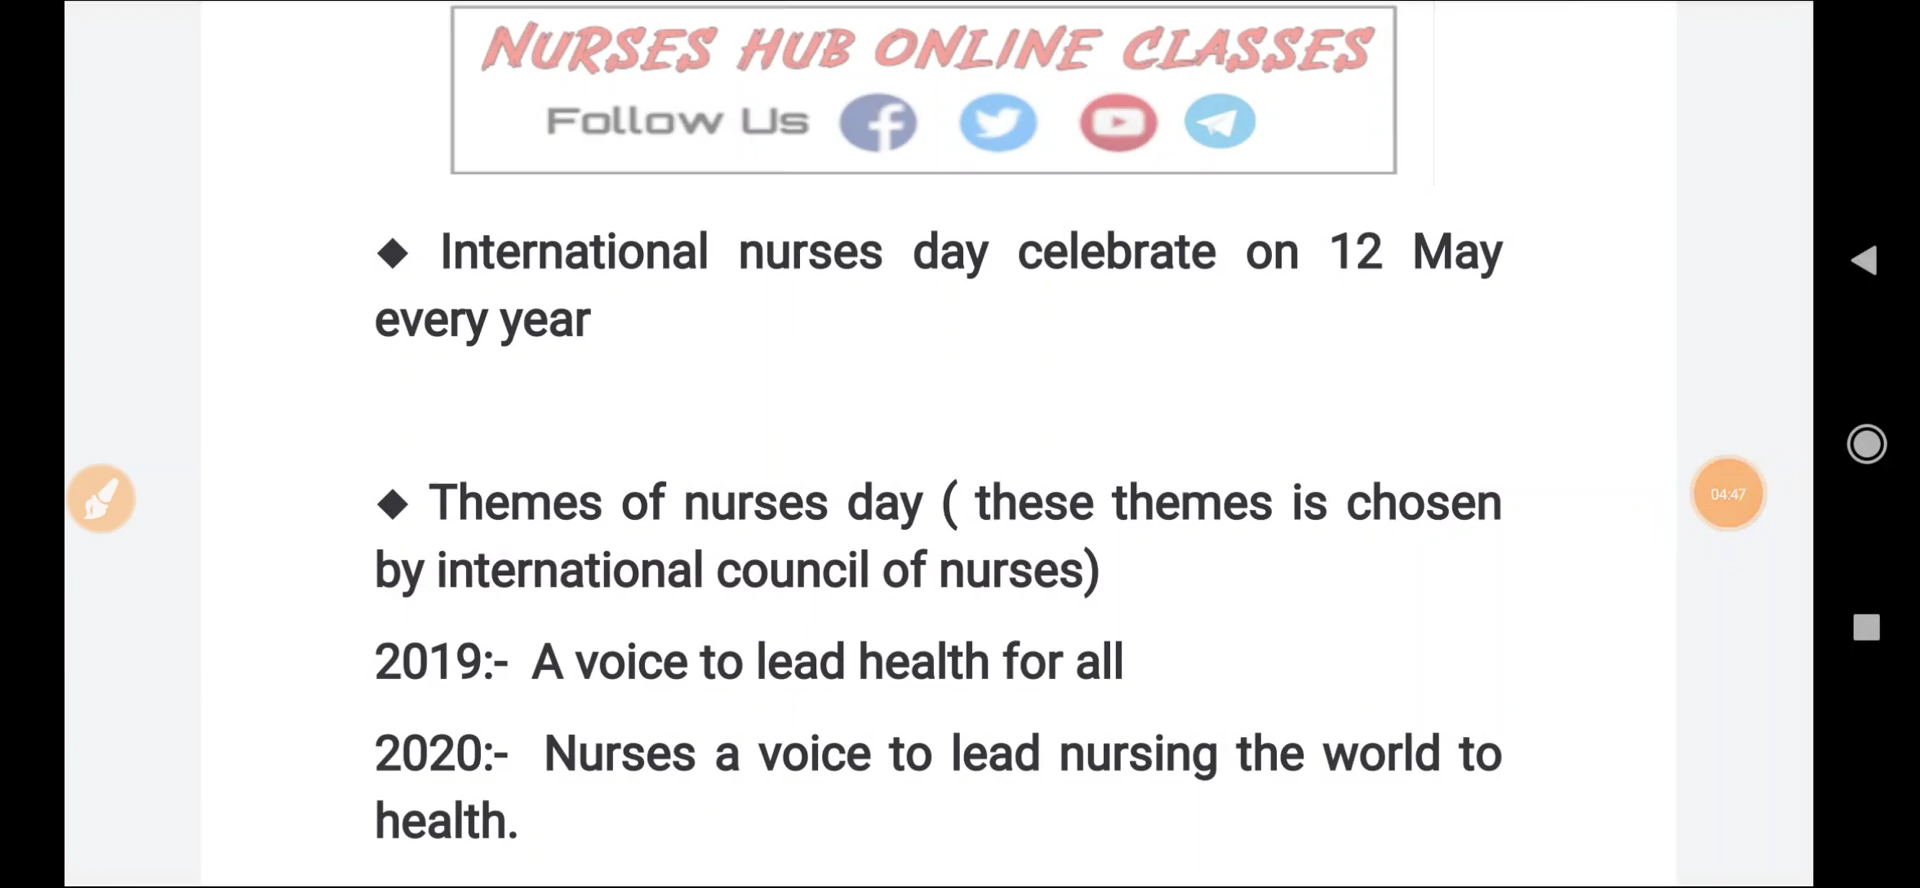 NURSES HUB ONLINE CLASSES
Follow Us
◆ International nurses day celebrate on 12 May
every year
◆ Themes of nurses day ( these themes is chosen
by international council of nurses)
04:47
2019:- A voice to lead health for all
2020:- Nurses a voice to lead nursing the world to
health.